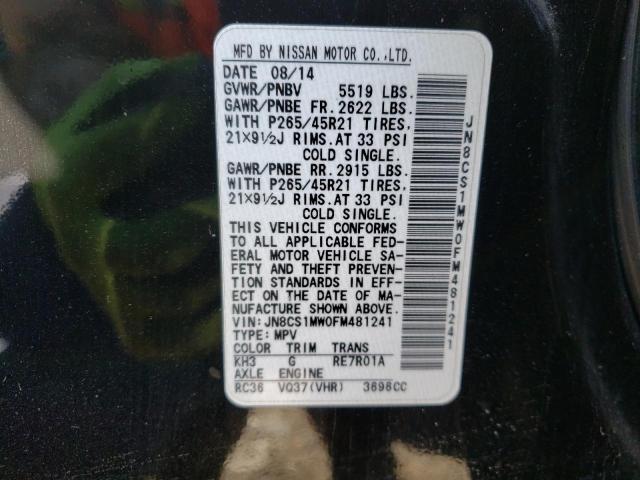 MFD BY NISSAN MOTOR CO.,LTD.
DATE 08/14
GVWR/PNBV 5519 LBS.
GAWR/PNBE FR. 2622 LBS.
WITH P265/45R21 TIRES,
21×9½J RIMS.AT 33 PSI
COLD SINGLE.
GAWR/PNBE RR. 2915 LBS.
WITH P265/45R21 TIRES,
21×9½J RIMS.AT 33 PSI
COLD SINGLE.
THIS VEHICLE CONFORMS
TO ALL APPLICABLE FED-
ERAL MOTOR VEHICLE SA-
FETY AND THEFT PREVEN-
TION STANDARDS IN EFF-
ECT ON THE DATE OF MA-
NUFACTURE SHOWN ABOVE.
VIN:JN8CS1MW0FM481241
TYPE: MPV
COLOR TRIM TRANS
KH3 G RE7R01A
AXLE ENGINE
RC36 VQ37(VHR) 3696CC
JN8CS1MW0FM481241